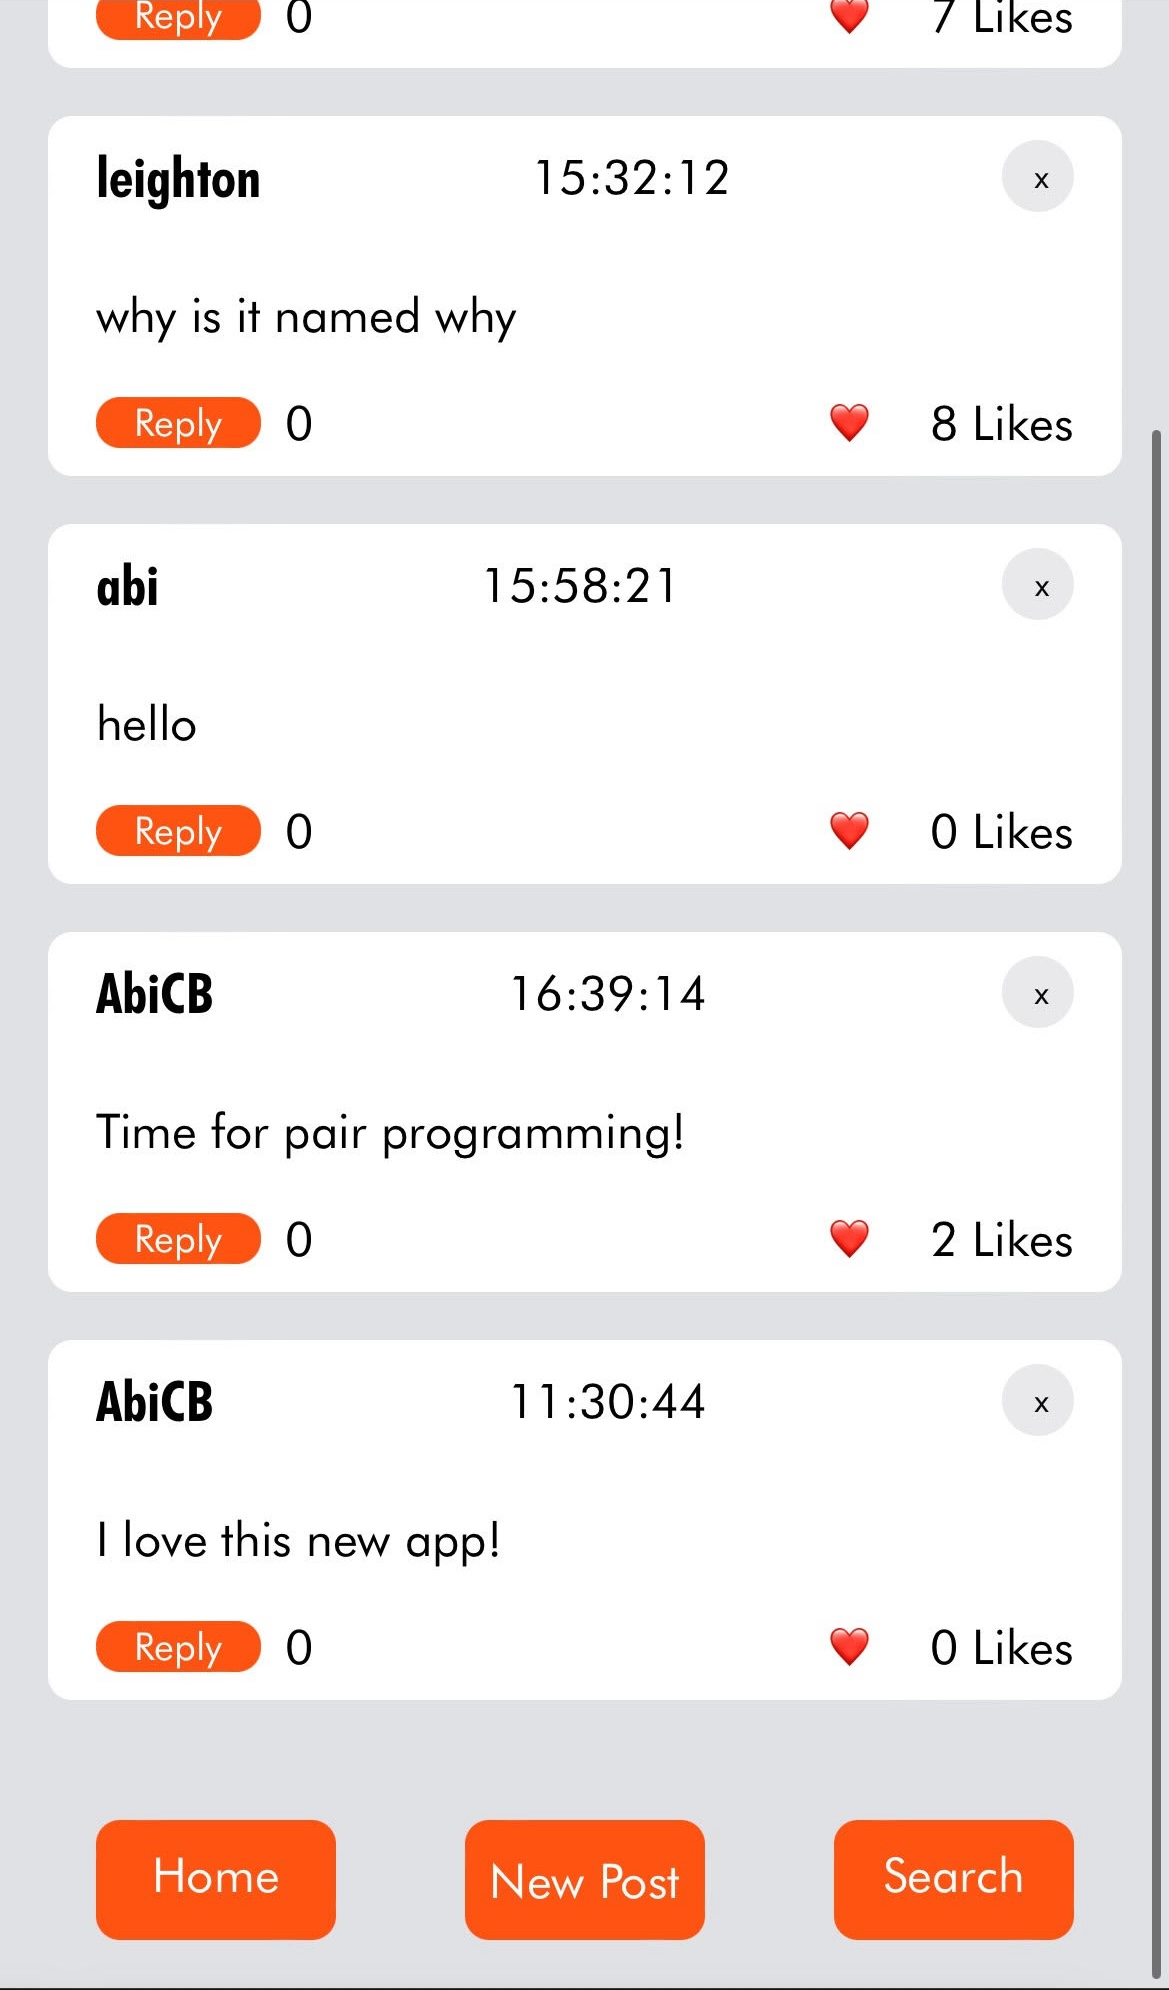 Reply 0 7 Likes
leighton 15:32:12 x
why is it named why
Reply 0 8 Likes
abi 15:58:21 x
hello
Reply 0 0 Likes
AbiCB 16:39:14 x
Time for pair programming!
Reply 0 2 Likes
AbiCB 11:30:44 x
I love this new app!
Reply 0 0 Likes
Home New Post Search